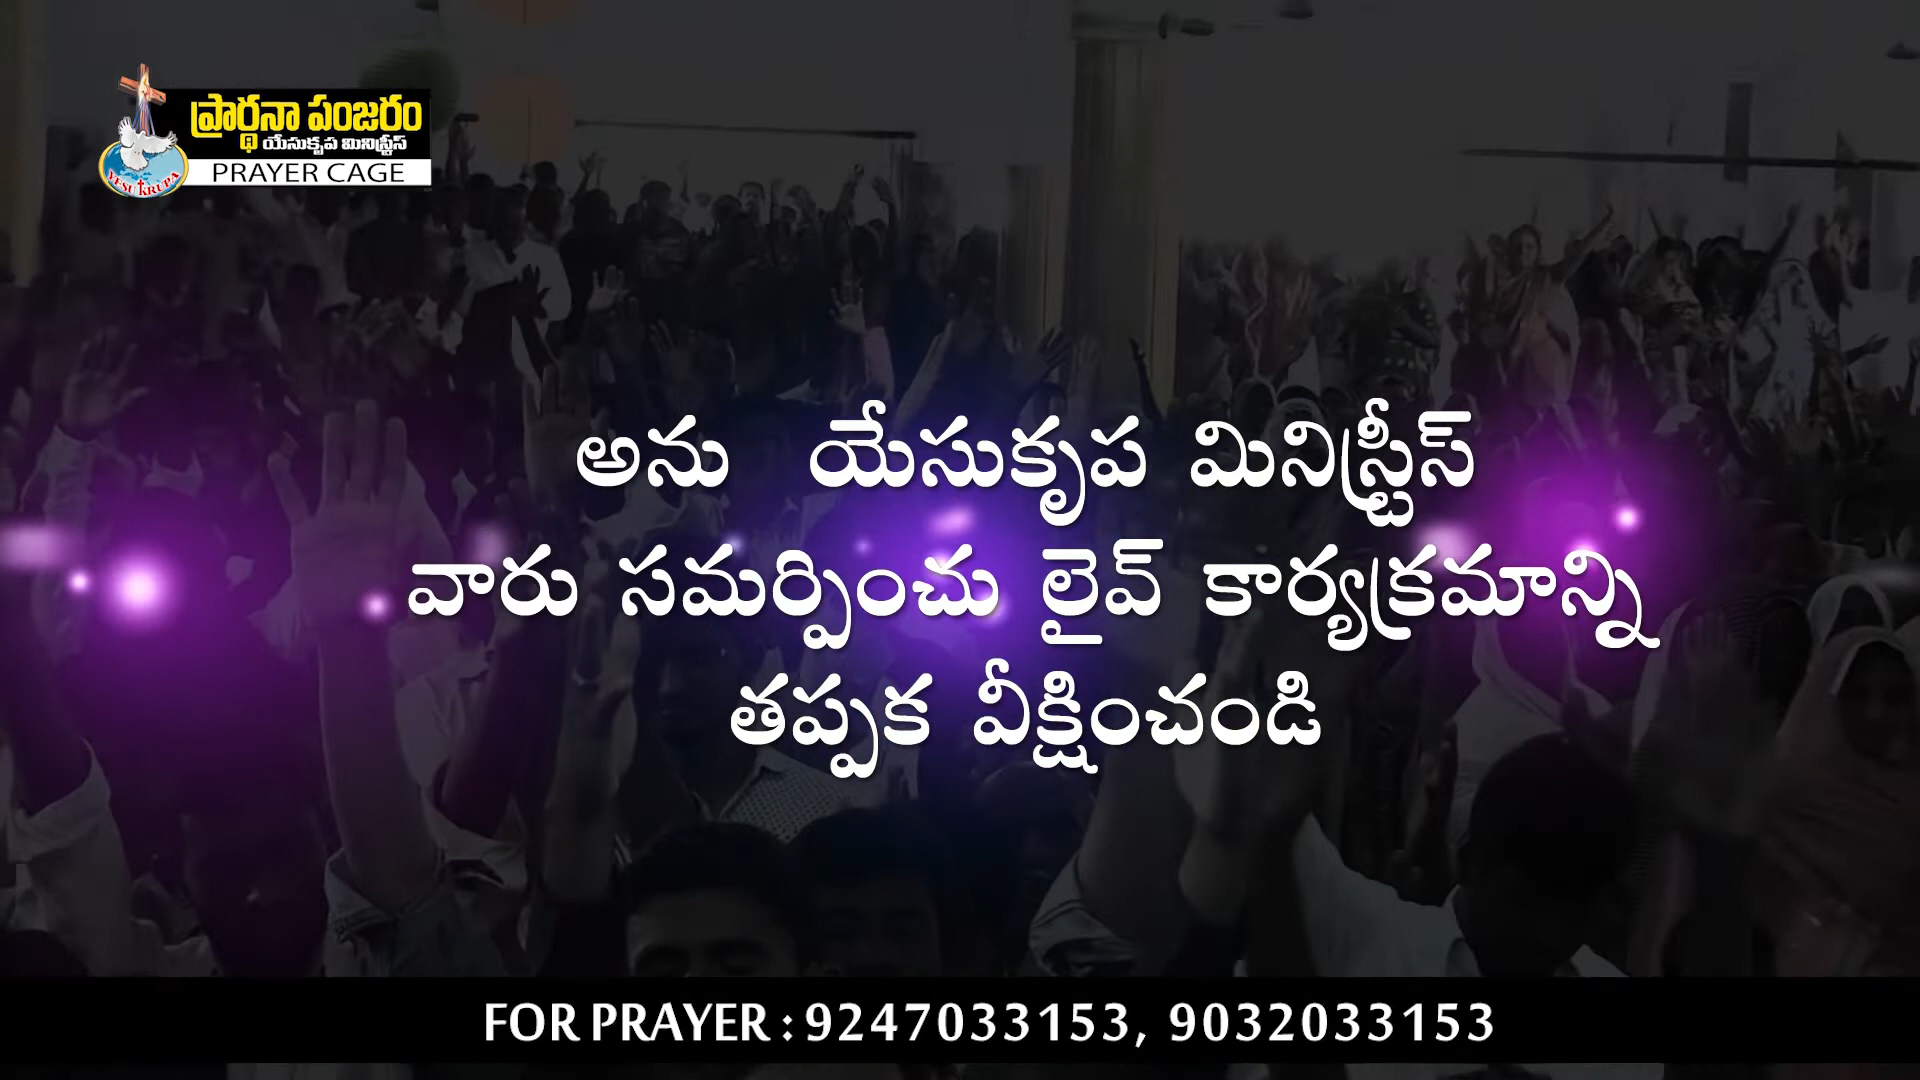 ప్రార్థనా పంజరం
యేసుకృప మినిస్ట్రీస్
PRAYER CAGE
YESU KRUPA
అను యేసుకృప మినిస్ట్రీస్
వారు సమర్పించు లైవ్ కార్యక్రమాన్ని
తప్పక వీక్షించండి
FOR PRAYER : 9247033153, 9032033153